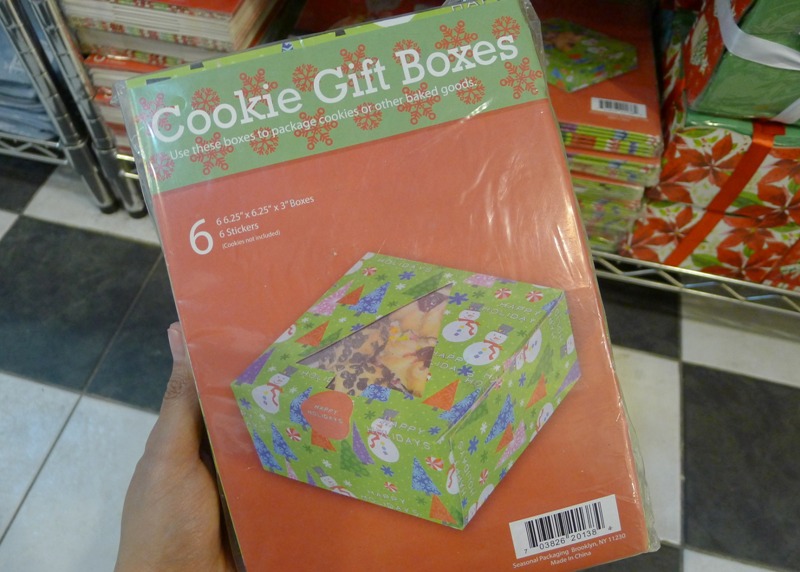 Cookie Gift Boxes
Use these boxes to package cookies or other baked goods.
6
6 6.25" x 6.25" x 3" Boxes
6 Stickers
(Cookies not included)
HAPPY
HOLIDAYS
HAPPY
HOLIDAYS
7 03826 20138
Seasonal Packaging Brooklyn, NY 11230
Made in China